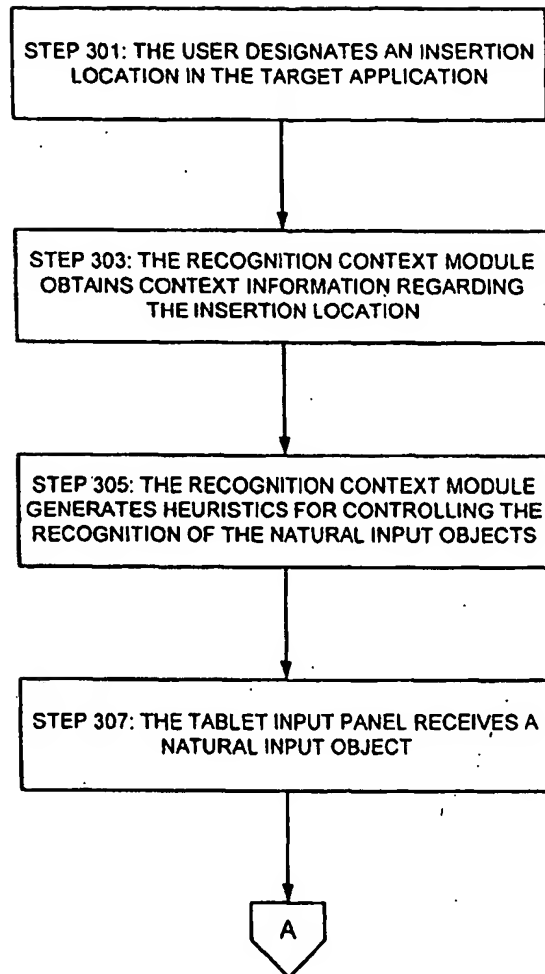 STEP 301: THE USER DESIGNATES AN INSERTION
LOCATION IN THE TARGET APPLICATION
STEP 303: THE RECOGNITION CONTEXT MODULE
OBTAINS CONTEXT INFORMATION REGARDING
THE INSERTION LOCATION
STEP 305: THE RECOGNITION CONTEXT MODULE
GENERATES HEURISTICS FOR CONTROLLING THE
RECOGNITION OF THE NATURAL INPUT OBJECTS
STEP 307: THE TABLET INPUT PANEL RECEIVES A
NATURAL INPUT OBJECT
A